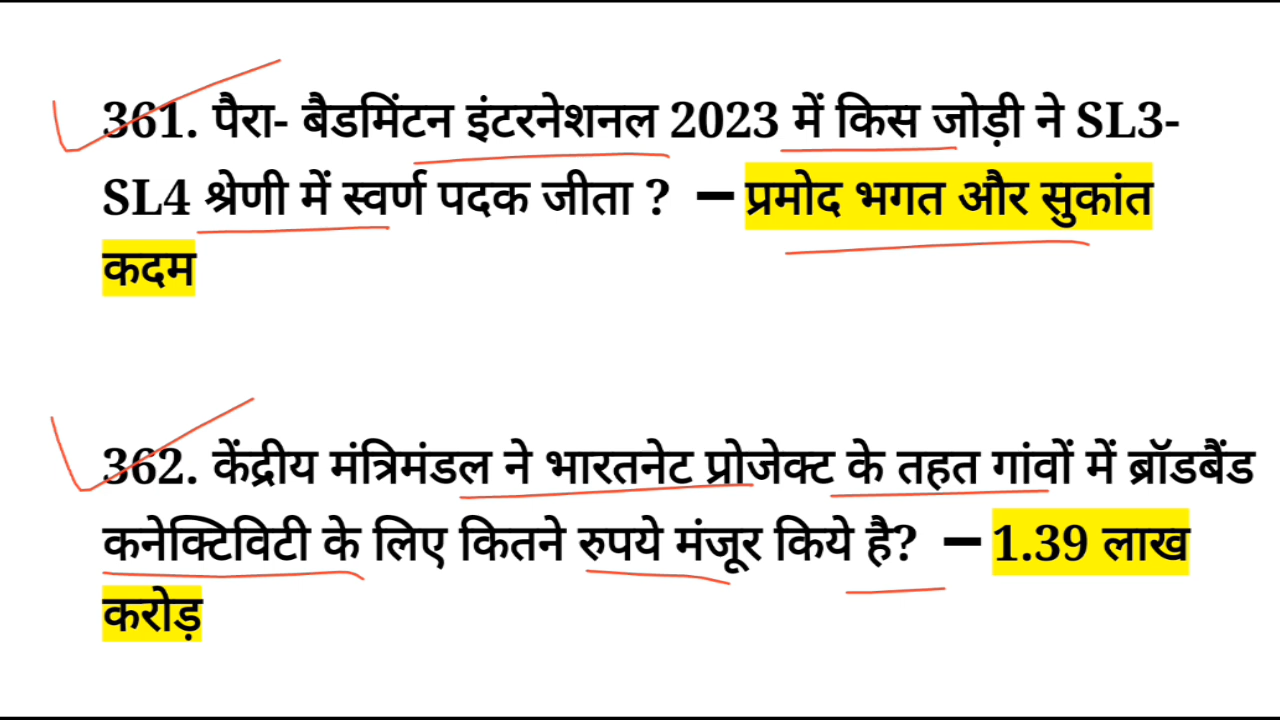 361. पैरा- बैडमिंटन इंटरनेशनल 2023 में किस जोड़ी ने SL3-
SL4 श्रेणी में स्वर्ण पदक जीता ? – प्रमोद भगत और सुकांत
कदम
362. केंद्रीय मंत्रिमंडल ने भारतनेट प्रोजेक्ट के तहत गांवों में ब्रॉडबैंड
कनेक्टिविटी के लिए कितने रुपये मंजूर किये है? – 1.39 लाख
करोड़